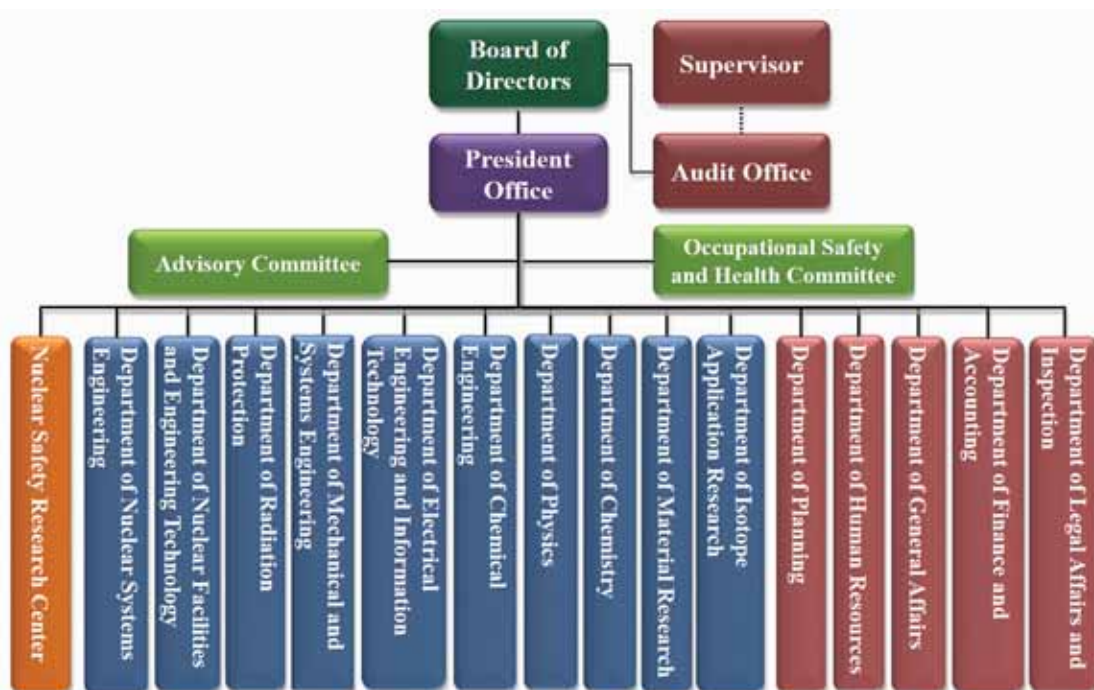 Board of
Directors
Supervisor
President
Office
Audit Office
Advisory Committee
Occupational Safety
and Health Committee
Nuclear Safety Research Center
Department of Nuclear Systems
Engineering
Department of Nuclear Facilities
and Engineering Technology
Department of Radiation
Protection
Department of Mechanical and
Systems Engineering
Department of Electrical
Engineering and Information
Technology
Department of Chemical
Engineering
Department of Physics
Department of Chemistry
Department of Material Research
Department of Isotope
Application Research
Department of Planning
Department of Human Resources
Department of General Affairs
Department of Finance and
Accounting
Department of Legal Affairs and
Inspection